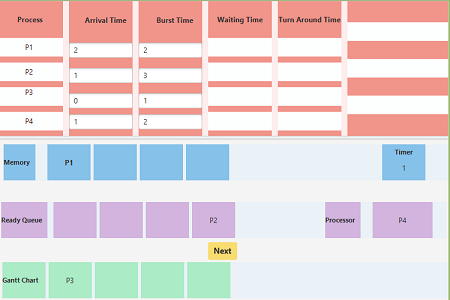 Process Arrival Time Burst Time Waiting Time Turn Around Time
P1 2 2
P2 1 3
P3 0 1
P4 1 2
Memory P1 Timer
1
Ready Queue P2 Processor P4
Next
Gantt Chart P3